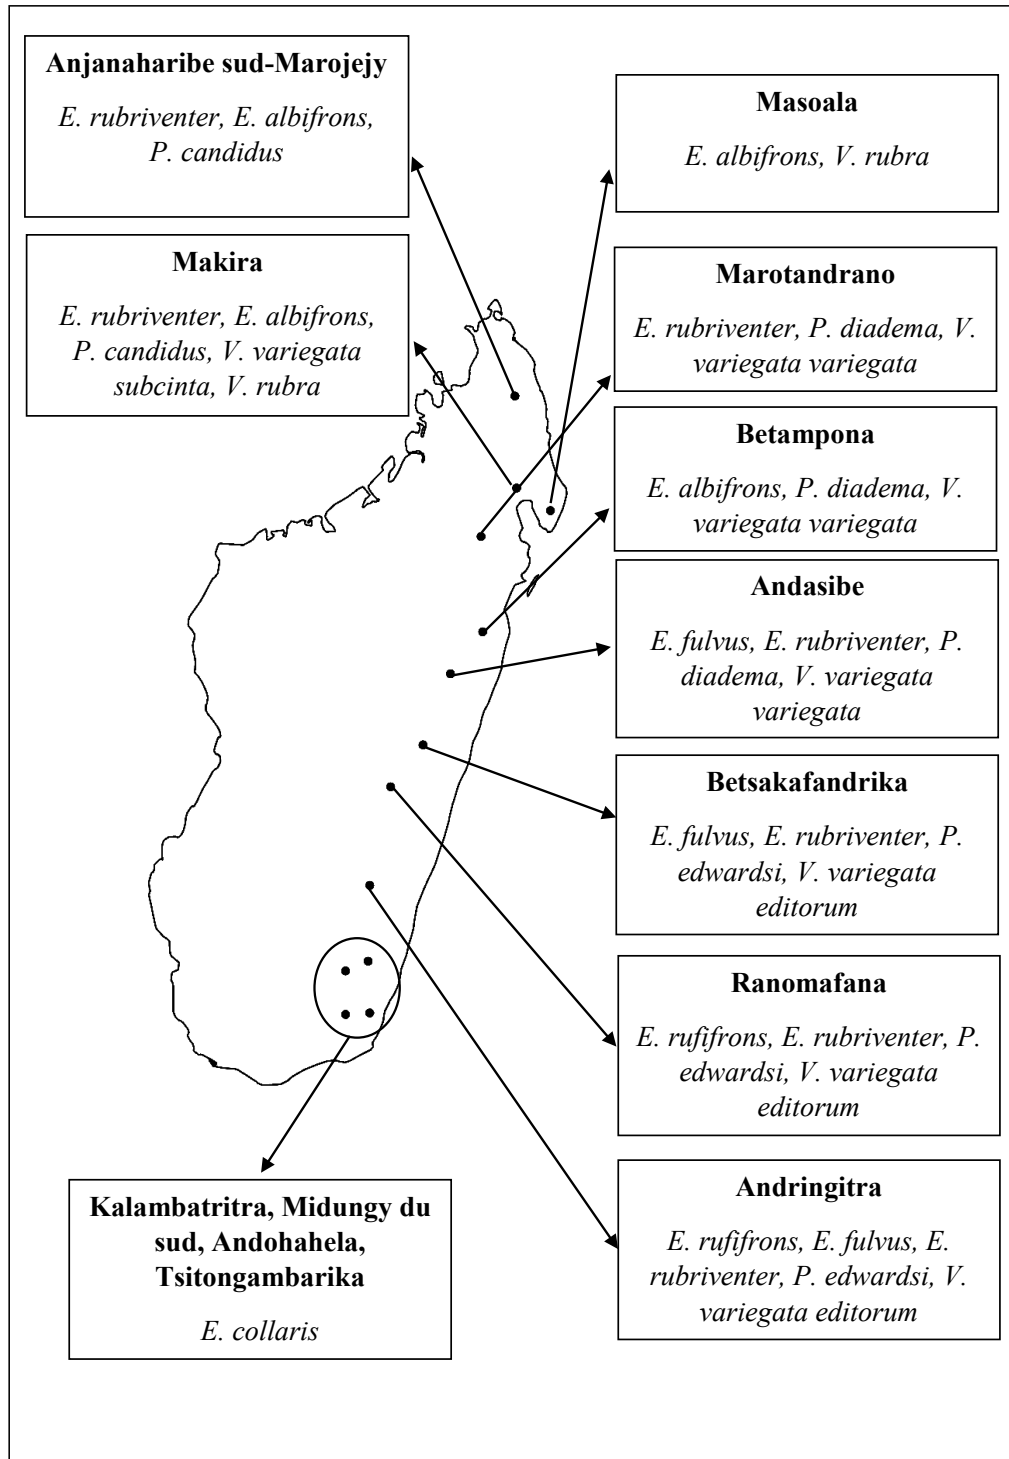 Anjanaharibe sud-Marojejy
E. rubriventer, E. albifrons,
P. candidus
Makira
E. rubriventer, E. albifrons,
P. candidus, V. variegata
subcinta, V. rubra
Masoala
E. albifrons, V. rubra
Marotandrano
E. rubriventer, P. diadema, V.
variegata variegata
Betampona
E. albifrons, P. diadema, V.
variegata variegata
Andasibe
E. fulvus, E. rubriventer, P.
diadema, V. variegata
variegata
Betsakafandrika
E. fulvus, E. rubriventer, P.
edwardsi, V. variegata
editorum
Ranomafana
E. rufifrons, E. rubriventer, P.
edwardsi, V. variegata
editorum
Andringitra
E. rufifrons, E. fulvus, E.
rubriventer, P. edwardsi, V.
variegata editorum
Kalambatritra, Midungy du
sud, Andohahela,
Tsitongambarika
E. collaris